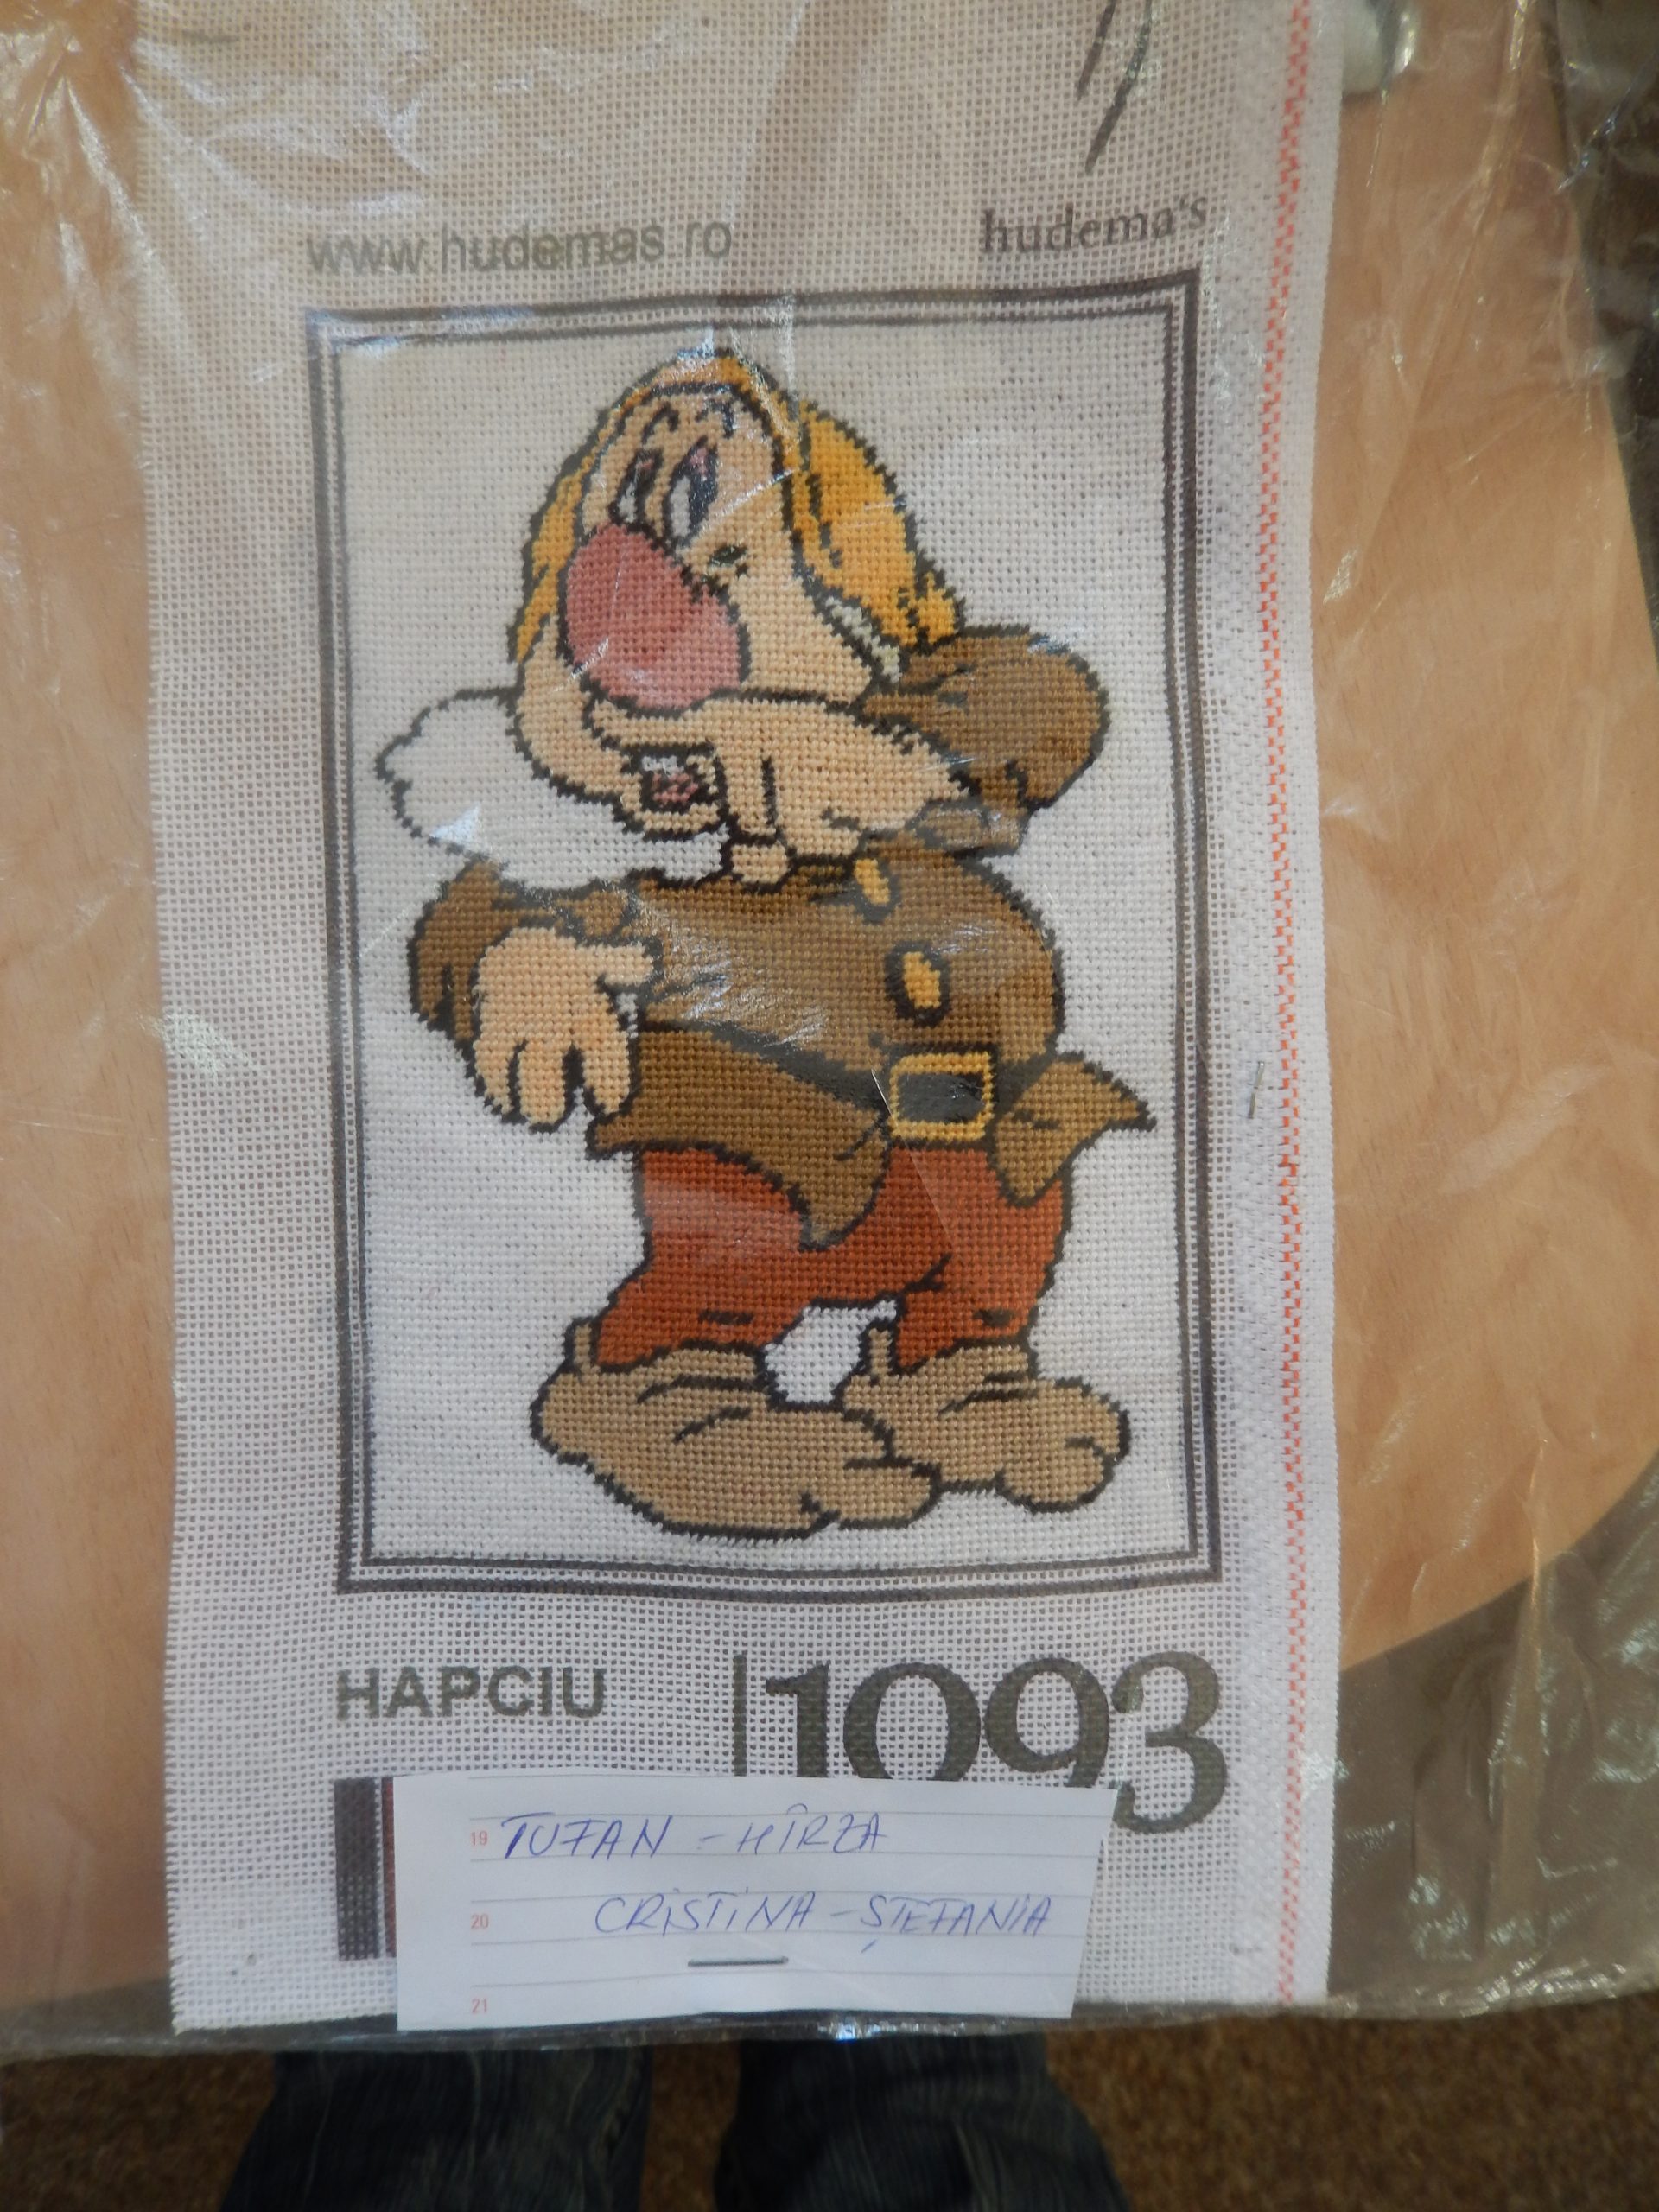 www.hudemas.ro hudema's
HAPCIU 1093
19 TUFAN - HÎRZA
20 CRISTINA - ȘTEFANIA
21